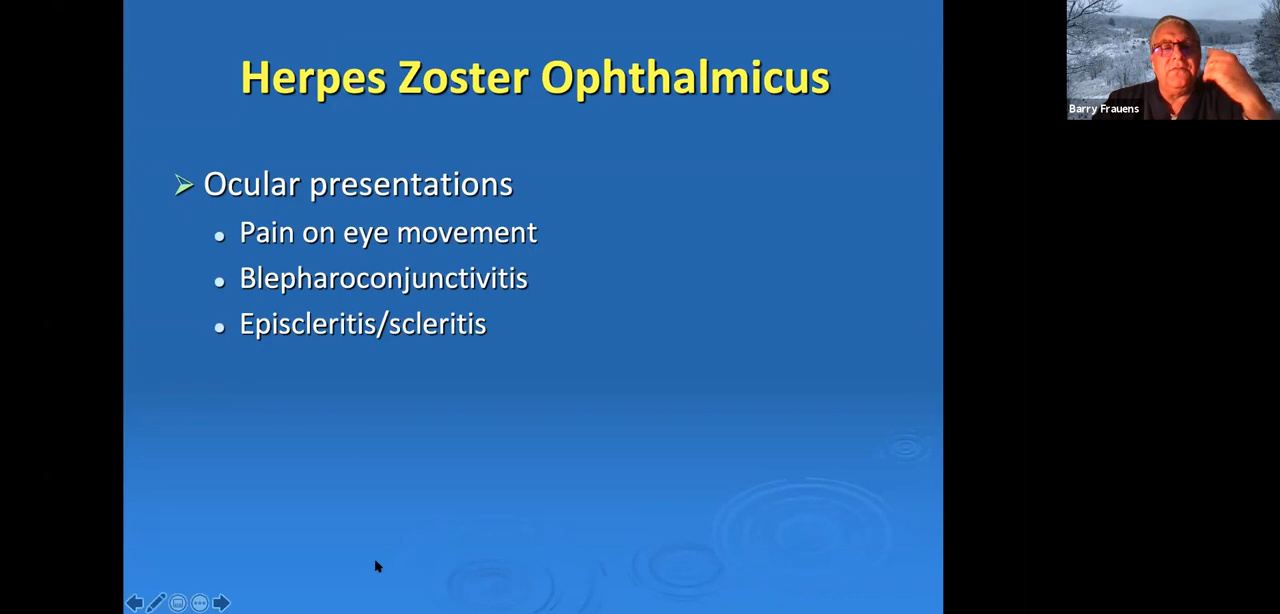 Herpes Zoster Ophthalmicus
Barry Frauens
Ocular presentations
Pain on eye movement
Blepharoconjunctivitis
Episcleritis/scleritis